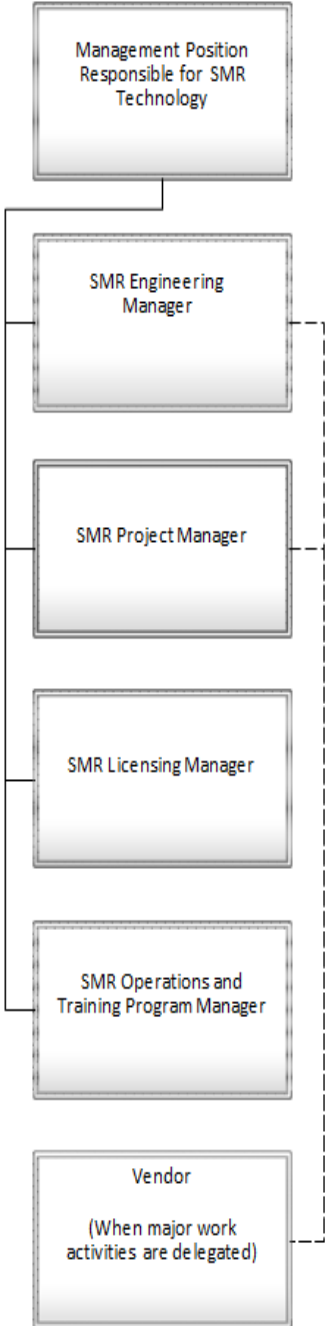 Management Position
Responsible for SMR
Technology
SMR Engineering
Manager
SMR Project Manager
SMR Licensing Manager
SMR Operations and
Training Program Manager
Vendor
(When major work
activities are delegated)